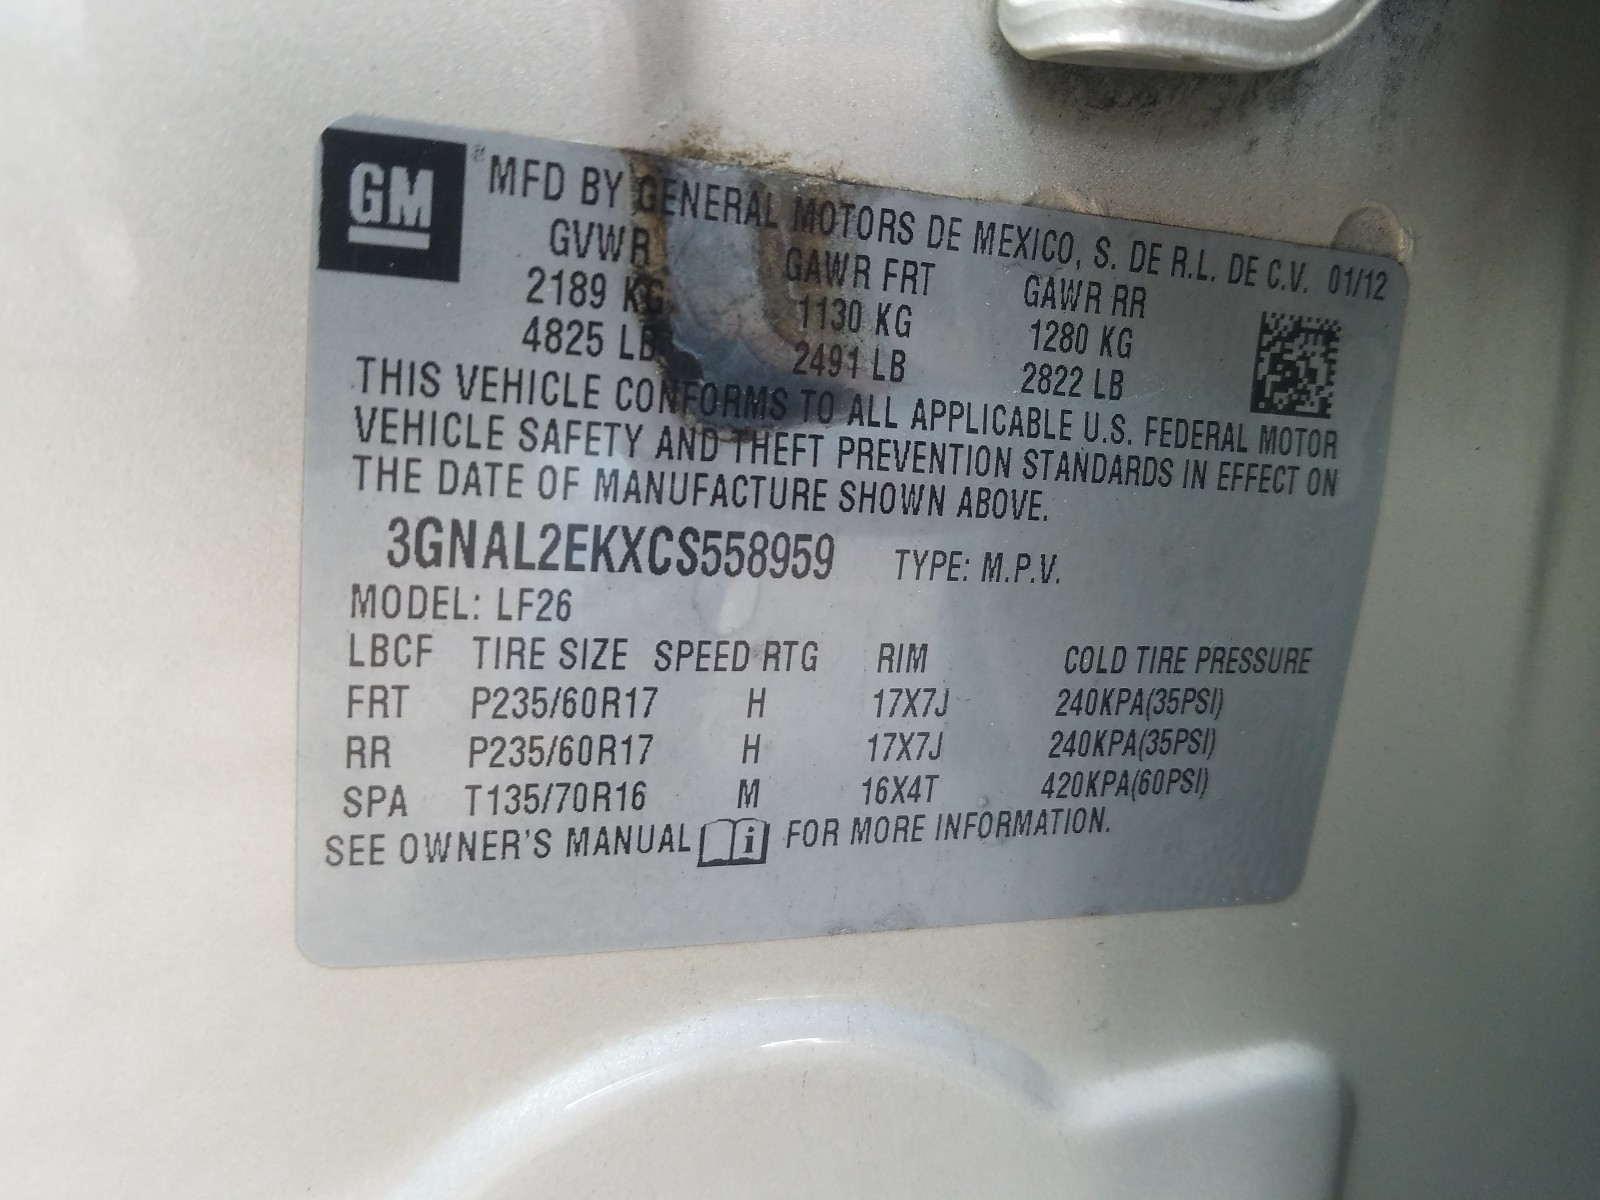 GM
® MFD BY GENERAL MOTORS DE MEXICO, S. DE R.L. DE C.V. 01/12
GVWR GAWR FRT GAWR RR
2189 KG 1130 KG 1280 KG
4825 LB 2491 LB 2822 LB
THIS VEHICLE CONFORMS TO ALL APPLICABLE U.S. FEDERAL MOTOR
VEHICLE SAFETY AND THEFT PREVENTION STANDARDS IN EFFECT ON
THE DATE OF MANUFACTURE SHOWN ABOVE.
3GNAL2EKXCS558959 TYPE: M.P.V.
MODEL: LF26
LBCF TIRE SIZE SPEED RTG RIM COLD TIRE PRESSURE
FRT P235/60R17 H 17X7J 240KPA(35PSI)
RR P235/60R17 H 17X7J 240KPA(35PSI)
SPA T135/70R16 M 16X4T 420KPA(60PSI)
SEE OWNER'S MANUAL i FOR MORE INFORMATION.